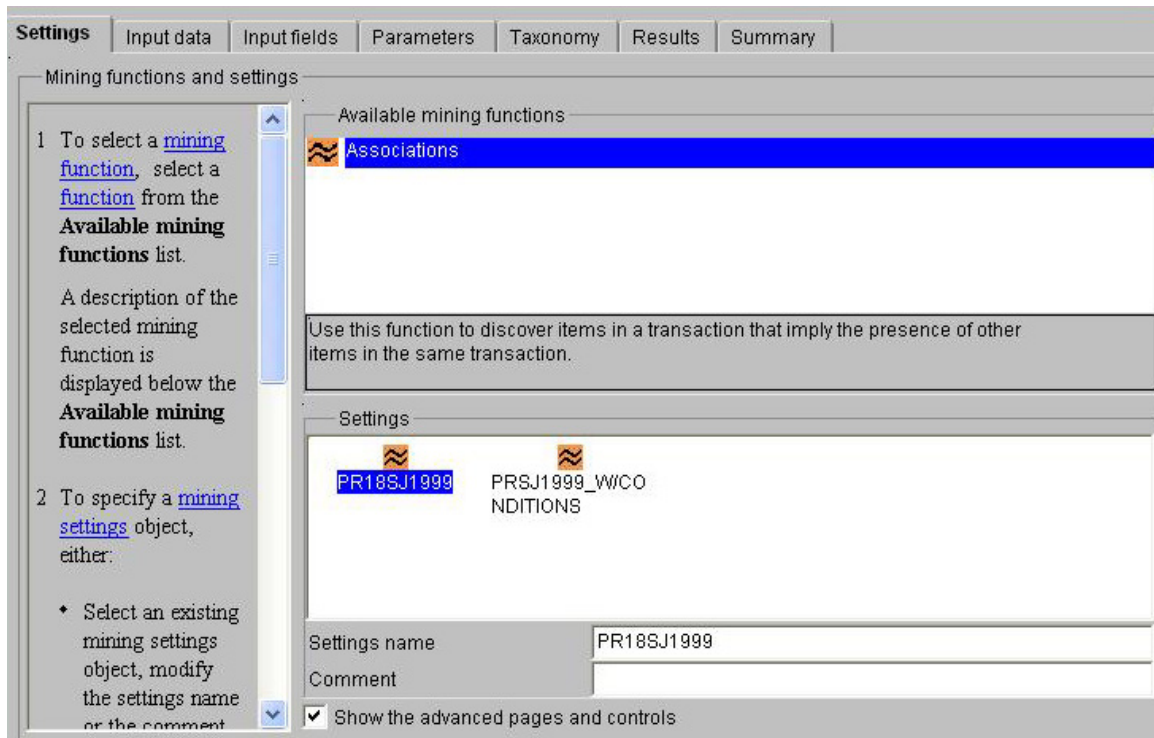 Settings
Input data
Input fields
Parameters
Taxonomy
Results
Summary
Mining functions and settings
1 To select a mining
function, select a
function from the
Available mining
functions list.
A description of the
selected mining
function is
displayed below the
Available mining
functions list.
2 To specify a mining
settings object,
either:
• Select an existing
mining settings
object, modify
the settings name
or the comment
Available mining functions
Associations
Use this function to discover items in a transaction that imply the presence of other
items in the same transaction.
Settings
PR18SJ1999
PRSJ1999_W/CO
NDITIONS
Settings name
PR18SJ1999
Comment
Show the advanced pages and controls